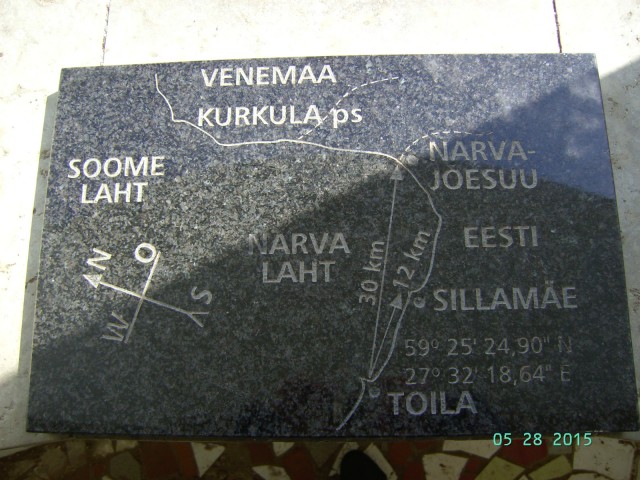 VENEMAA
KURKULA ps
SOOME
LAHT
NARVA-
JOESUU
NARVA
LAHT
EESTI
N
O
W
S
30 km
12 km
SILLAMÄE
59° 25' 24,90" N
27° 32' 18,64" E
TOILA
05 28 2015